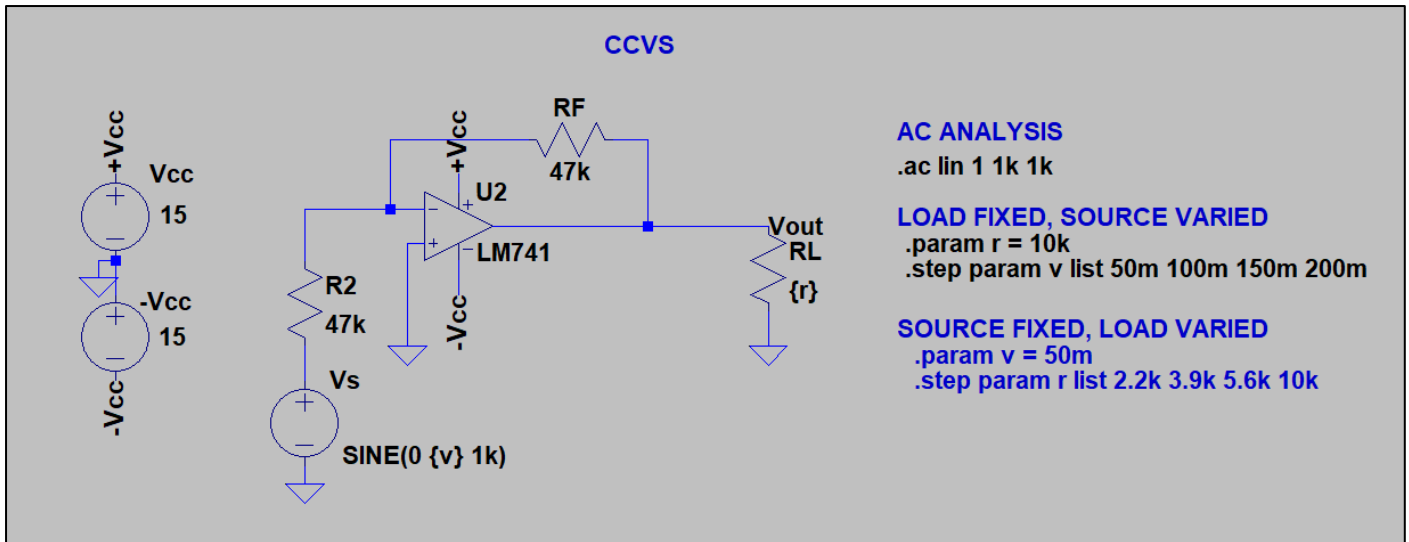 CCVS
+Vcc
Vcc
15
-Vcc
15
-Vcc
RF
47k
+Vcc
U2
LM741
-Vcc
R2
47k
Vs
SINE(0 {v} 1k)
Vout
RL
{r}
AC ANALYSIS
.ac lin 1 1k 1k
LOAD FIXED, SOURCE VARIED
.param r = 10k
.step param v list 50m 100m 150m 200m
SOURCE FIXED, LOAD VARIED
.param v = 50m
.step param r list 2.2k 3.9k 5.6k 10k